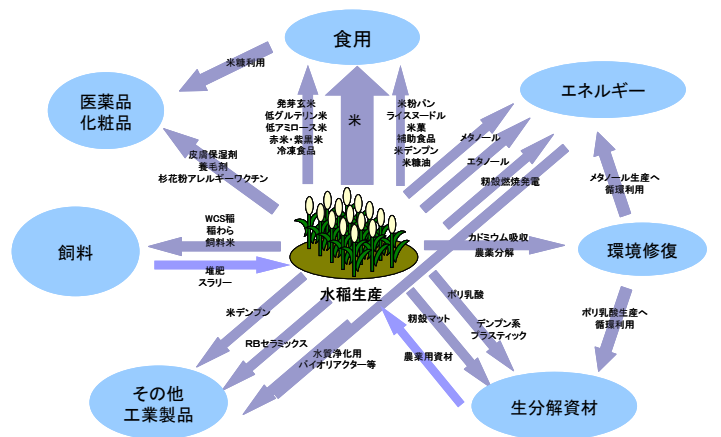 食用
米糠利用
医薬品
化粧品
発芽玄米
低グルテリン米
低アミロース米
赤米・紫黒米
冷凍食品
米
米粉パン
ライスヌードル
米菓
補助食品
米デンプン
米糠油
エネルギー
メタノール
エタノール
籾殻燃焼発電
皮膚保湿剤
養毛剤
杉花粉アレルギーワクチン
メタノール生産へ
循環利用
飼料
WCS稲
稲わら
飼料米
堆肥
スラリー
水稲生産
カドミウム吸収
農薬分解
環境修復
米デンプン
RBセラミックス
水質浄化用
バイオリアクター等
籾殻マット
ポリ乳酸
デンプン系
プラスティック
農業用資材
ポリ乳酸生産へ
循環利用
その他
工業製品
生分解資材